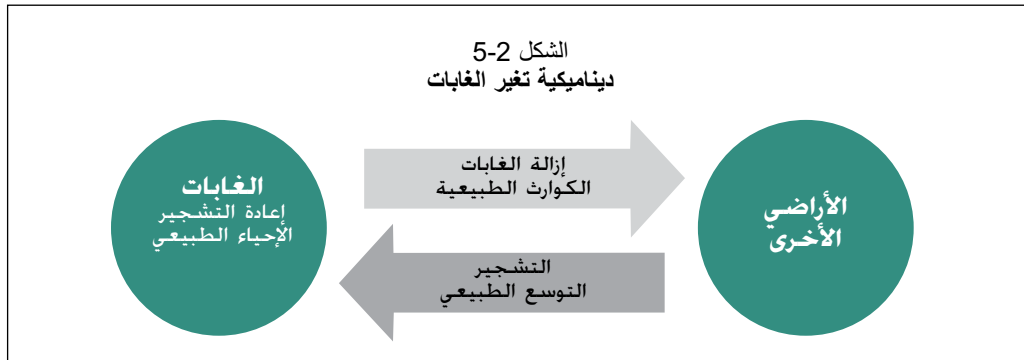 الشكل 2-5
ديناميكية تغير الغابات
إزالة الغابات
الكوارث الطبيعية
الغابات
إعادة التشجير
الإحياء الطبيعي
الأراضي
الأخرى
التشجير
التوسع الطبيعي